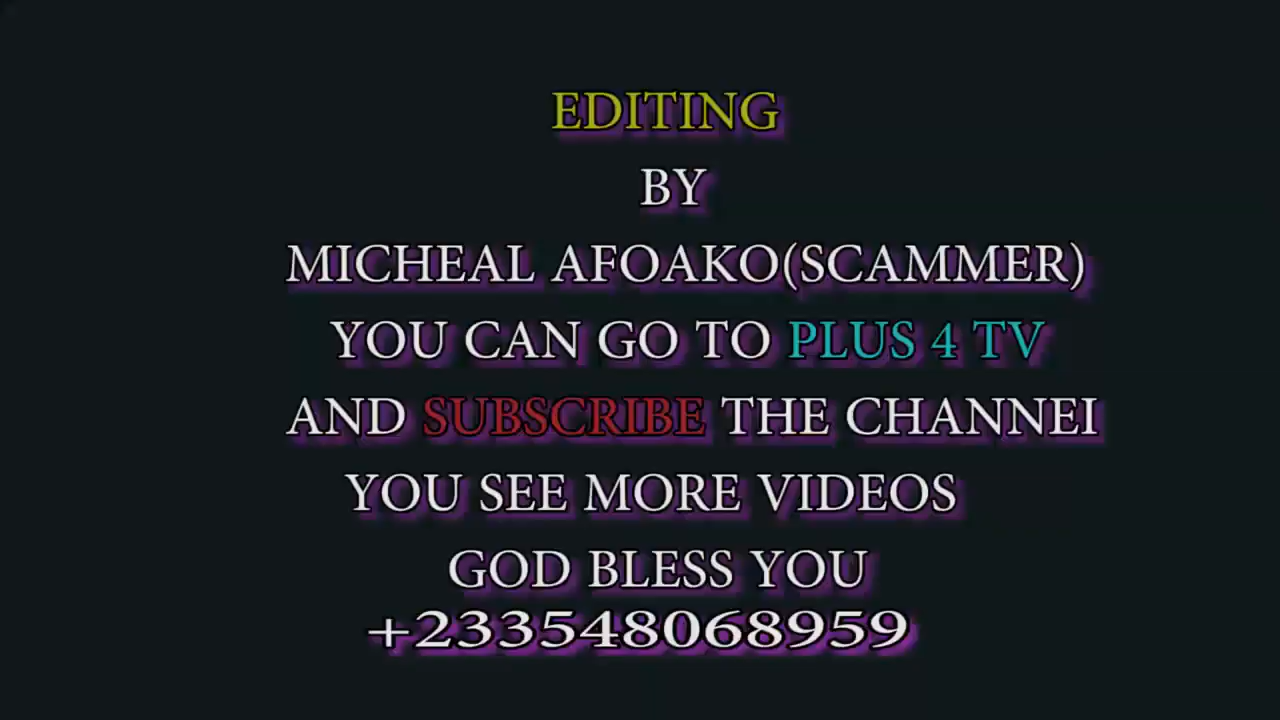 EDITING
BY
MICHEAL AFOAKO(SCAMMER)
YOU CAN GO TO PLUS 4 TV
AND SUBSCRIBE THE CHANNEI
YOU SEE MORE VIDEOS
GOD BLESS YOU
+233548068959